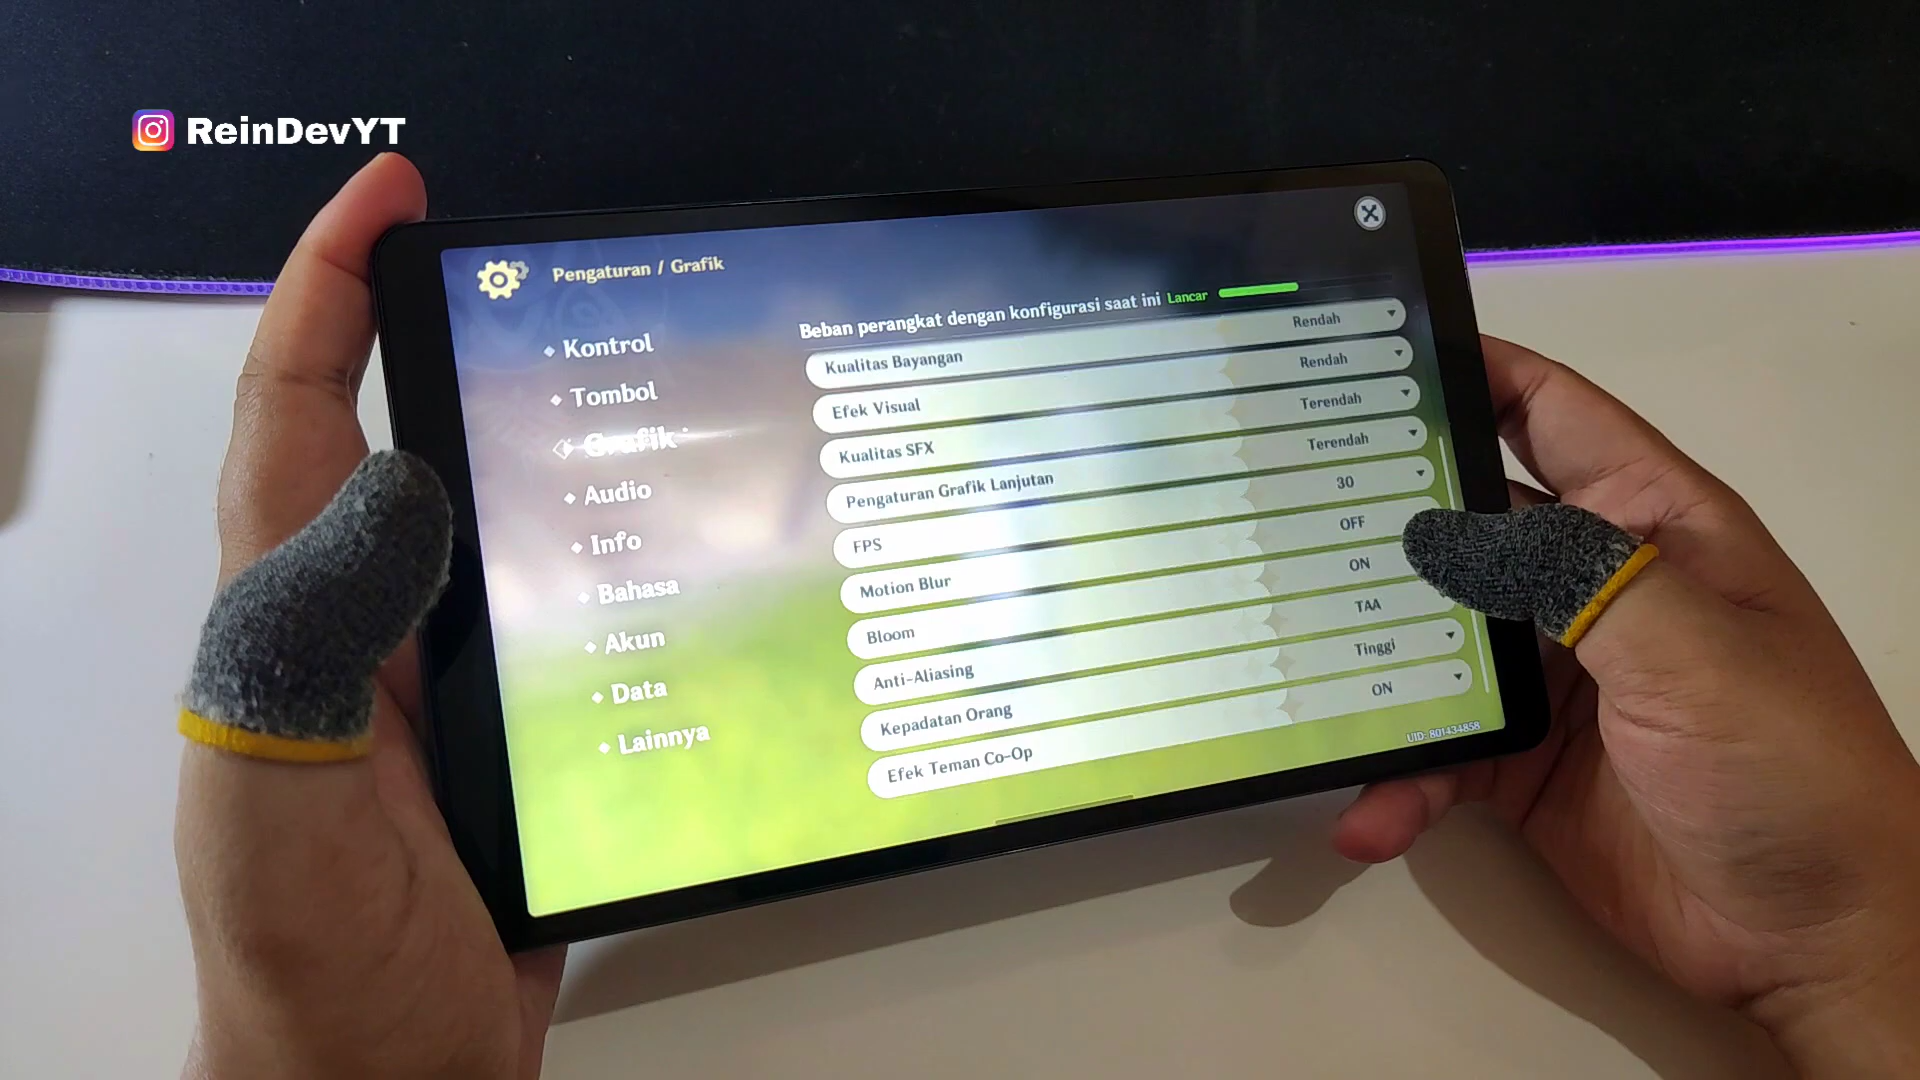 ReinDevYT
Pengaturan / Grafik
Beban perangkat dengan konfigurasi saat ini Lancar
Kontrol
Tombol
Grafik
Audio
Info
Bahasa
Akun
Data
Lainnya
Kualitas Bayangan Rendah
Efek Visual Rendah
Kualitas SFX Terendah
Pengaturan Grafik Lanjutan Terendah
FPS 30
Motion Blur OFF
Bloom ON
Anti-Aliasing TAA
Kepadatan Orang Tinggi
Efek Teman Co-Op ON
UID: 801434858